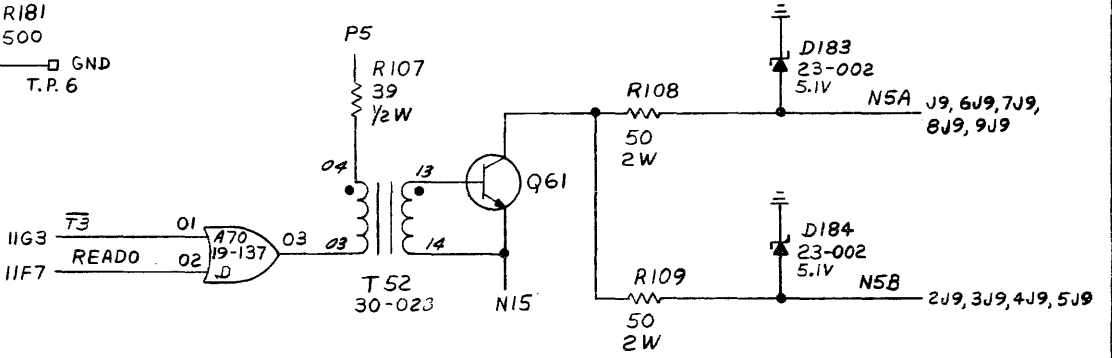 R181
500
GND
T.P. 6
P5
R107
39
1/2W
04
13
Q61
03
14
T52
30-023
N15
11G3
T3
01
11F7
READ0
02
A70
19-137
D
03
R108
50
2W
D183
23-002
5.1V
N5A
J9, 6J9, 7J9,
8J9, 9J9
R109
50
2W
D184
23-002
5.1V
N5B
2J9, 3J9, 4J9, 5J9